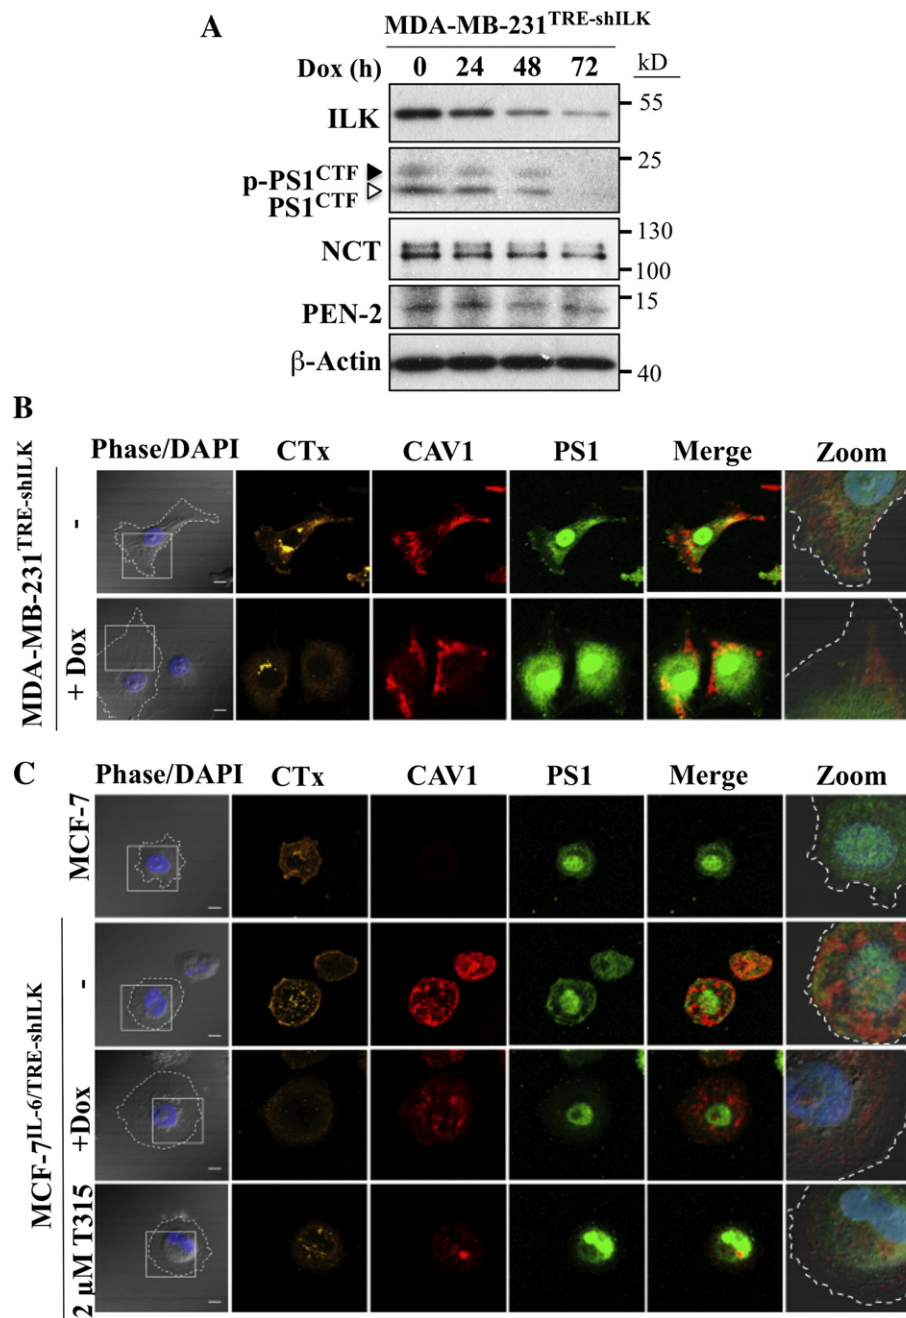 A
MDA-MB-231TRE-shILK
Dox (h) 0 24 48 72 kD
ILK 55
25
p-PS1CTF
PS1CTF
NCT 130
100
PEN-2 15
β-Actin 40
B
Phase/DAPI CTx CAV1 PS1 Merge Zoom
MDA-MB-231TRE-shILK
-
+ Dox
C
Phase/DAPI CTx CAV1 PS1 Merge Zoom
MCF-7
MCF-7IL-6/TRE-shILK
-
+Dox
2 μM T315